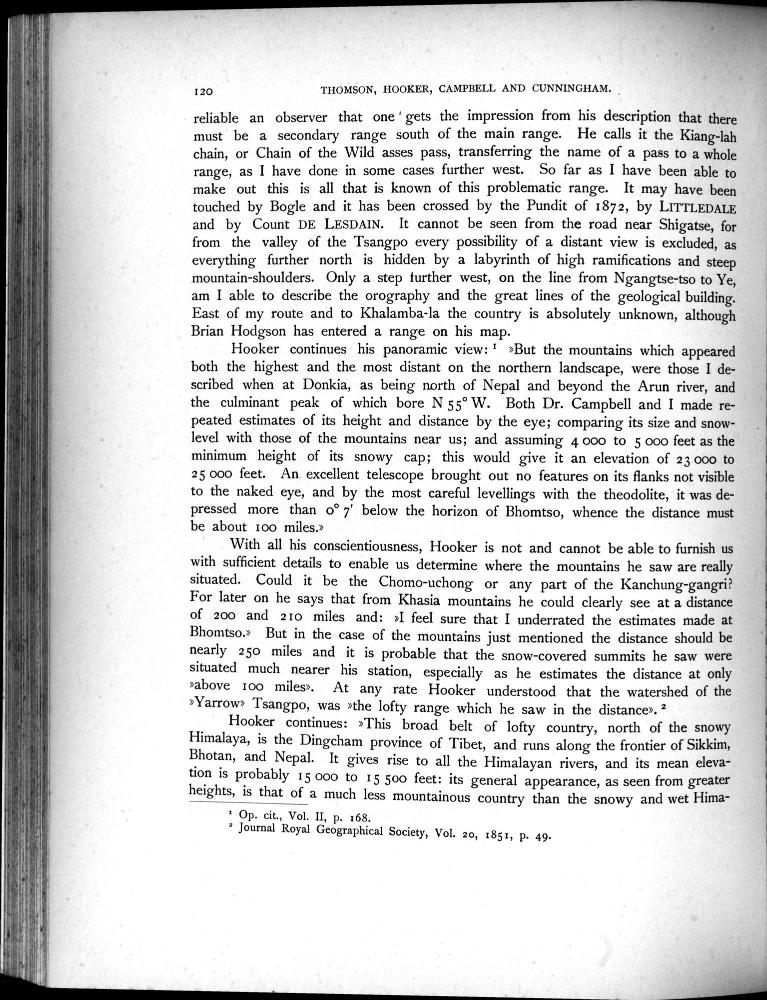 120 THOMSON, HOOKER, CAMPBELL AND CUNNINGHAM.
reliable an observer that one gets the impression from his description that there
must be a secondary range south of the main range. He calls it the Kiang-lah
chain, or Chain of the Wild asses pass, transferring the name of a pass to a whole
range, as I have done in some cases further west. So far as I have been able to
make out this is all that is known of this problematic range. It may have been
touched by Bogle and it has been crossed by the Pundit of 1872, by LITTLEDALE
and by Count DE LESDAIN. It cannot be seen from the road near Shigatse, for
from the valley of the Tsangpo every possibility of a distant view is excluded, as
everything further north is hidden by a labyrinth of high ramifications and steep
mountain-shoulders. Only a step further west, on the line from Ngangtse-tso to Ye,
am I able to describe the orography and the great lines of the geological building.
East of my route and to Khalamba-la the country is absolutely unknown, although
Brian Hodgson has entered a range on his map.
Hooker continues his panoramic view: ¹ »But the mountains which appeared
both the highest and the most distant on the northern landscape, were those I de-
scribed when at Donkia, as being north of Nepal and beyond the Arun river, and
the culminant peak of which bore N 55° W. Both Dr. Campbell and I made re-
peated estimates of its height and distance by the eye; comparing its size and snow-
level with those of the mountains near us; and assuming 4 000 to 5 000 feet as the
minimum height of its snowy cap; this would give it an elevation of 23 000 to
25 000 feet. An excellent telescope brought out no features on its flanks not visible
to the naked eye, and by the most careful levellings with the theodolite, it was de-
pressed more than 0° 7′ below the horizon of Bhomtso, whence the distance must
be about 100 miles.»
With all his conscientiousness, Hooker is not and cannot be able to furnish us
with sufficient details to enable us determine where the mountains he saw are really
situated. Could it be the Chomo-uchong or any part of the Kanchung-gangri?
For later on he says that from Khasia mountains he could clearly see at a distance
of 200 and 210 miles and: »I feel sure that I underrated the estimates made at
Bhomtso.» But in the case of the mountains just mentioned the distance should be
nearly 250 miles and it is probable that the snow-covered summits he saw were
situated much nearer his station, especially as he estimates the distance at only
»above 100 miles». At any rate Hooker understood that the watershed of the
»Yarrow» Tsangpo, was »the lofty range which he saw in the distance». ²
Hooker continues: »This broad belt of lofty country, north of the snowy
Himalaya, is the Dingcham province of Tibet, and runs along the frontier of Sikkim,
Bhotan, and Nepal. It gives rise to all the Himalayan rivers, and its mean eleva-
tion is probably 15 000 to 15 500 feet: its general appearance, as seen from greater
heights, is that of a much less mountainous country than the snowy and wet Hima-
¹ Op. cit., Vol. II, p. 168.
² Journal Royal Geographical Society, Vol. 20, 1851, p. 49.